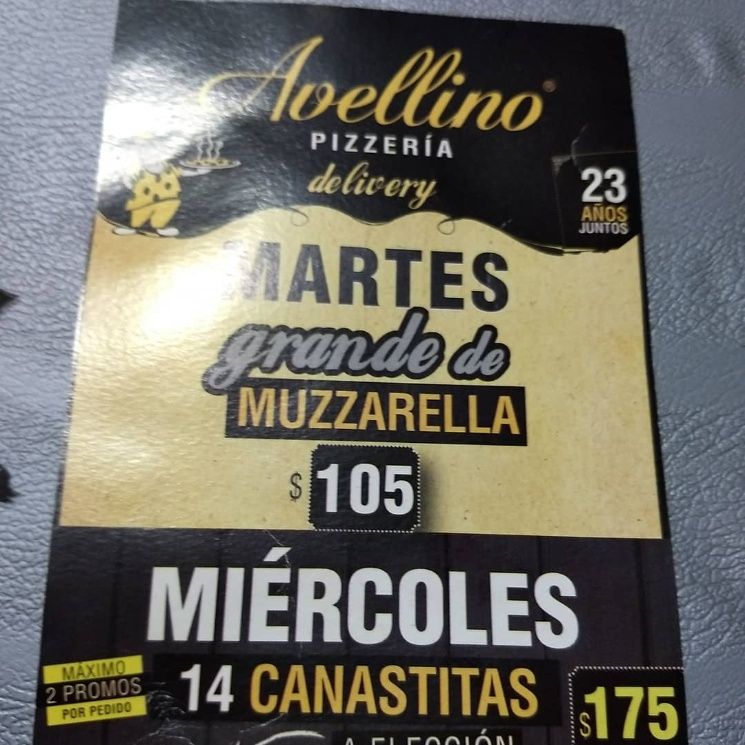 Avellino®
PIZZERÍA
delivery
23
AÑOS
JUNTOS
MARTES
grande de
MUZZARELLA
$ 105
MIÉRCOLES
MÁXIMO
2 PROMOS
POR PEDIDO
14 CANASTITAS
$175
A ELECCIÓN